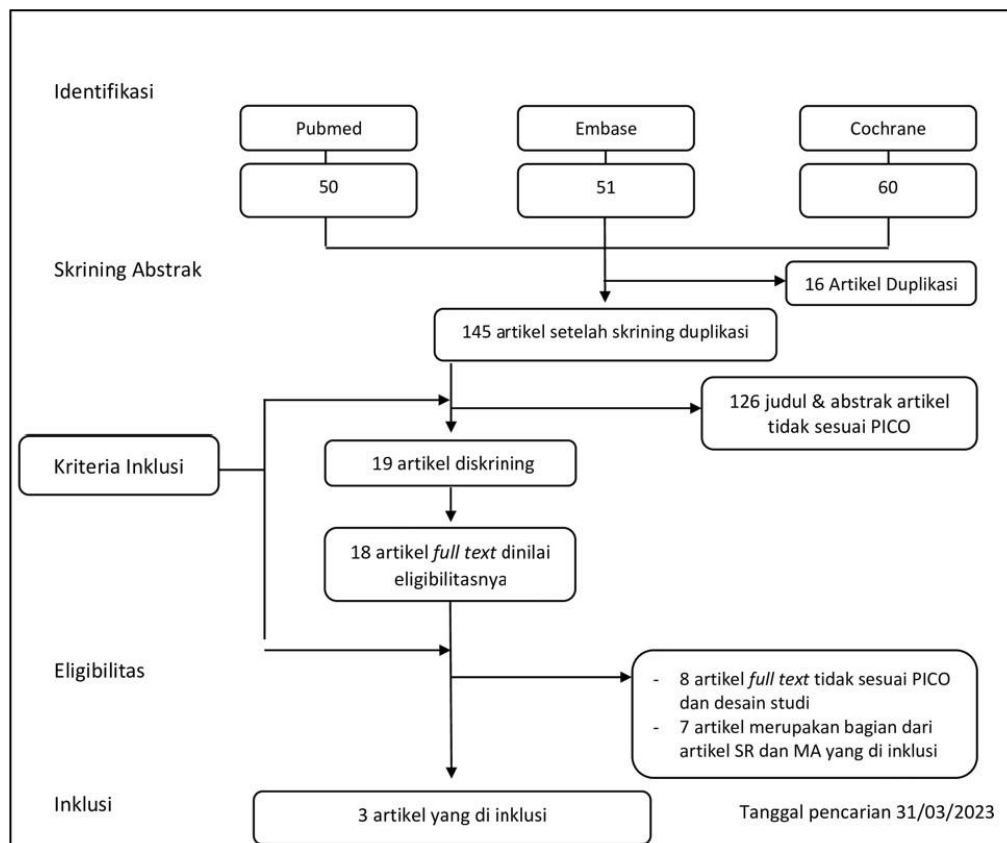 Identifikasi
Pubmed
Embase
Cochrane
50
51
60
Skrining Abstrak
16 Artikel Duplikasi
145 artikel setelah skrining duplikasi
126 judul & abstrak artikel
tidak sesuai PICO
Kriteria Inklusi
19 artikel diskrining
18 artikel full text dinilai
eligibilitasnya
Eligibilitas
- 8 artikel full text tidak sesuai PICO
dan desain studi
- 7 artikel merupakan bagian dari
artikel SR dan MA yang di inklusi
Inklusi
3 artikel yang di inklusi
Tanggal pencarian 31/03/2023